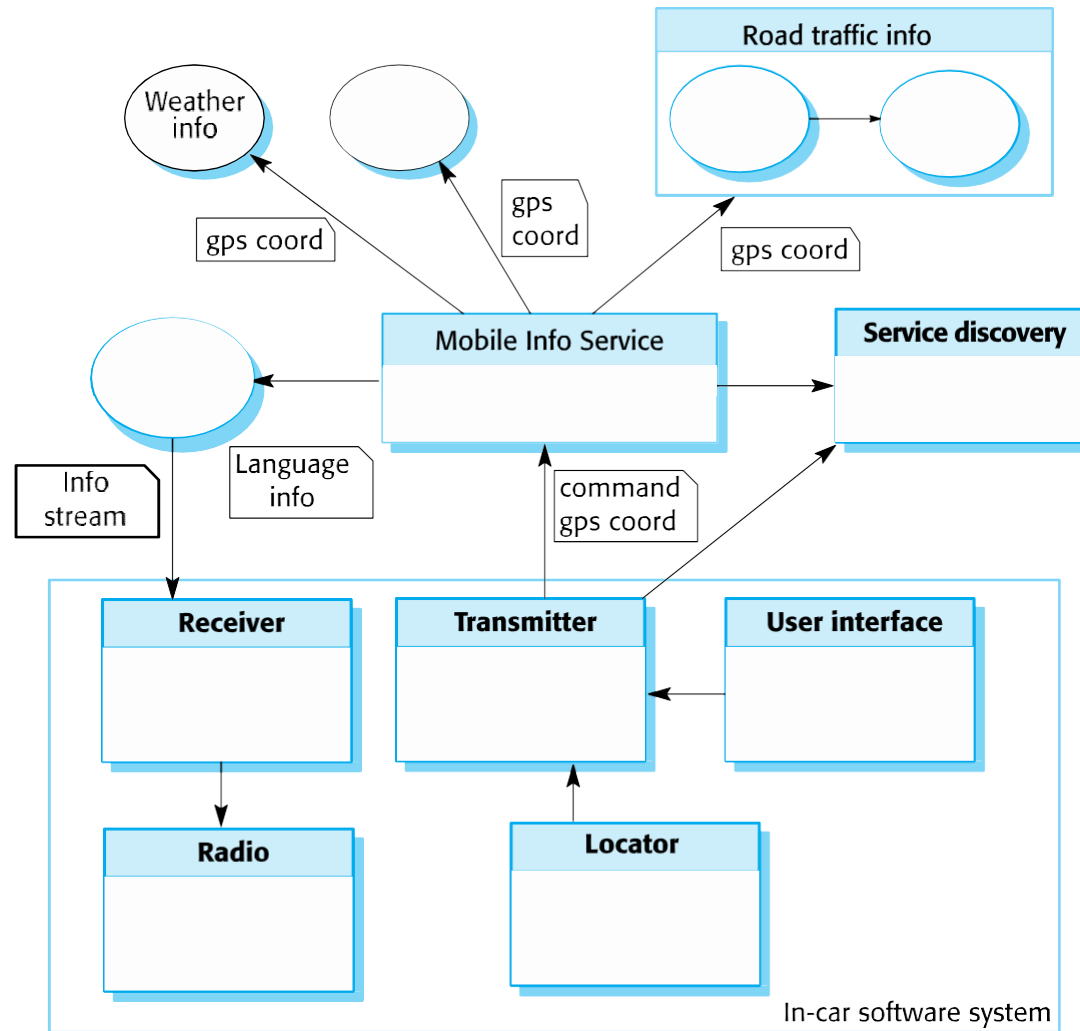 Road traffic info
Weather
info
gps
coord
gps coord
gps coord
Mobile Info Service
Service discovery
Language
info
Info
stream
command
gps coord
Receiver
Transmitter
User interface
Radio
Locator
In-car software system